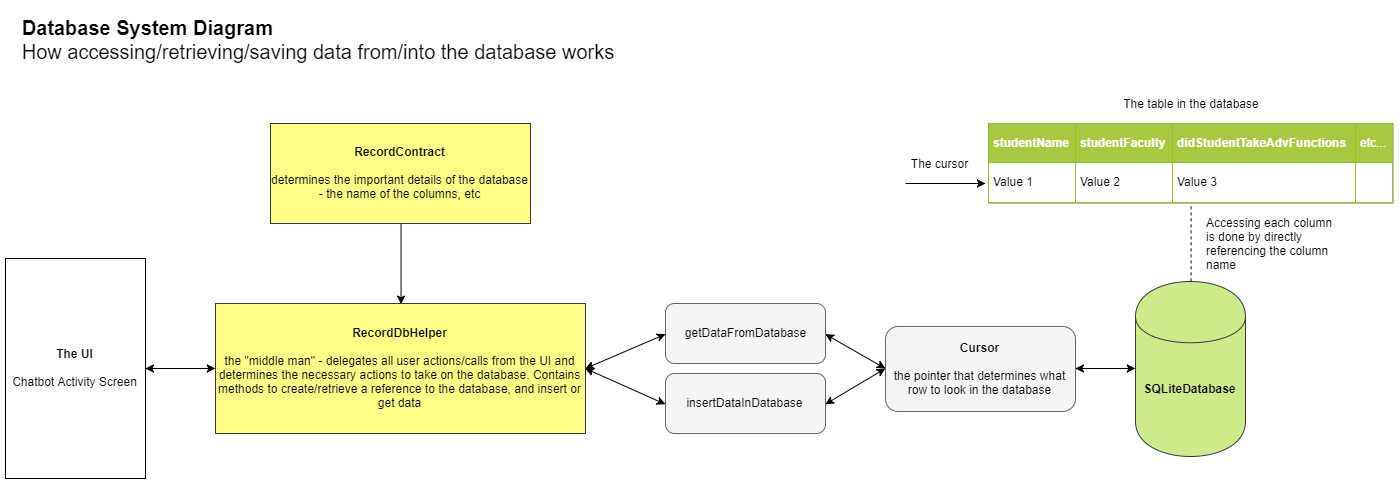 Database System Diagram
How accessing/retrieving/saving data from/into the database works
The table in the database
studentName studentFaculty didStudentTakeAdvFunctions etc...
The cursor
Value 1 Value 2 Value 3
Accessing each column
is done by directly
referencing the column
name
RecordContract
determines the important details of the database
- the name of the columns, etc
The UI
Chatbot Activity Screen
RecordDbHelper
the "middle man" - delegates all user actions/calls from the UI and
determines the necessary actions to take on the database. Contains
methods to create/retrieve a reference to the database, and insert or
get data
getDataFromDatabase
insertDataInDatabase
Cursor
the pointer that determines what
row to look in the database
SQLiteDatabase